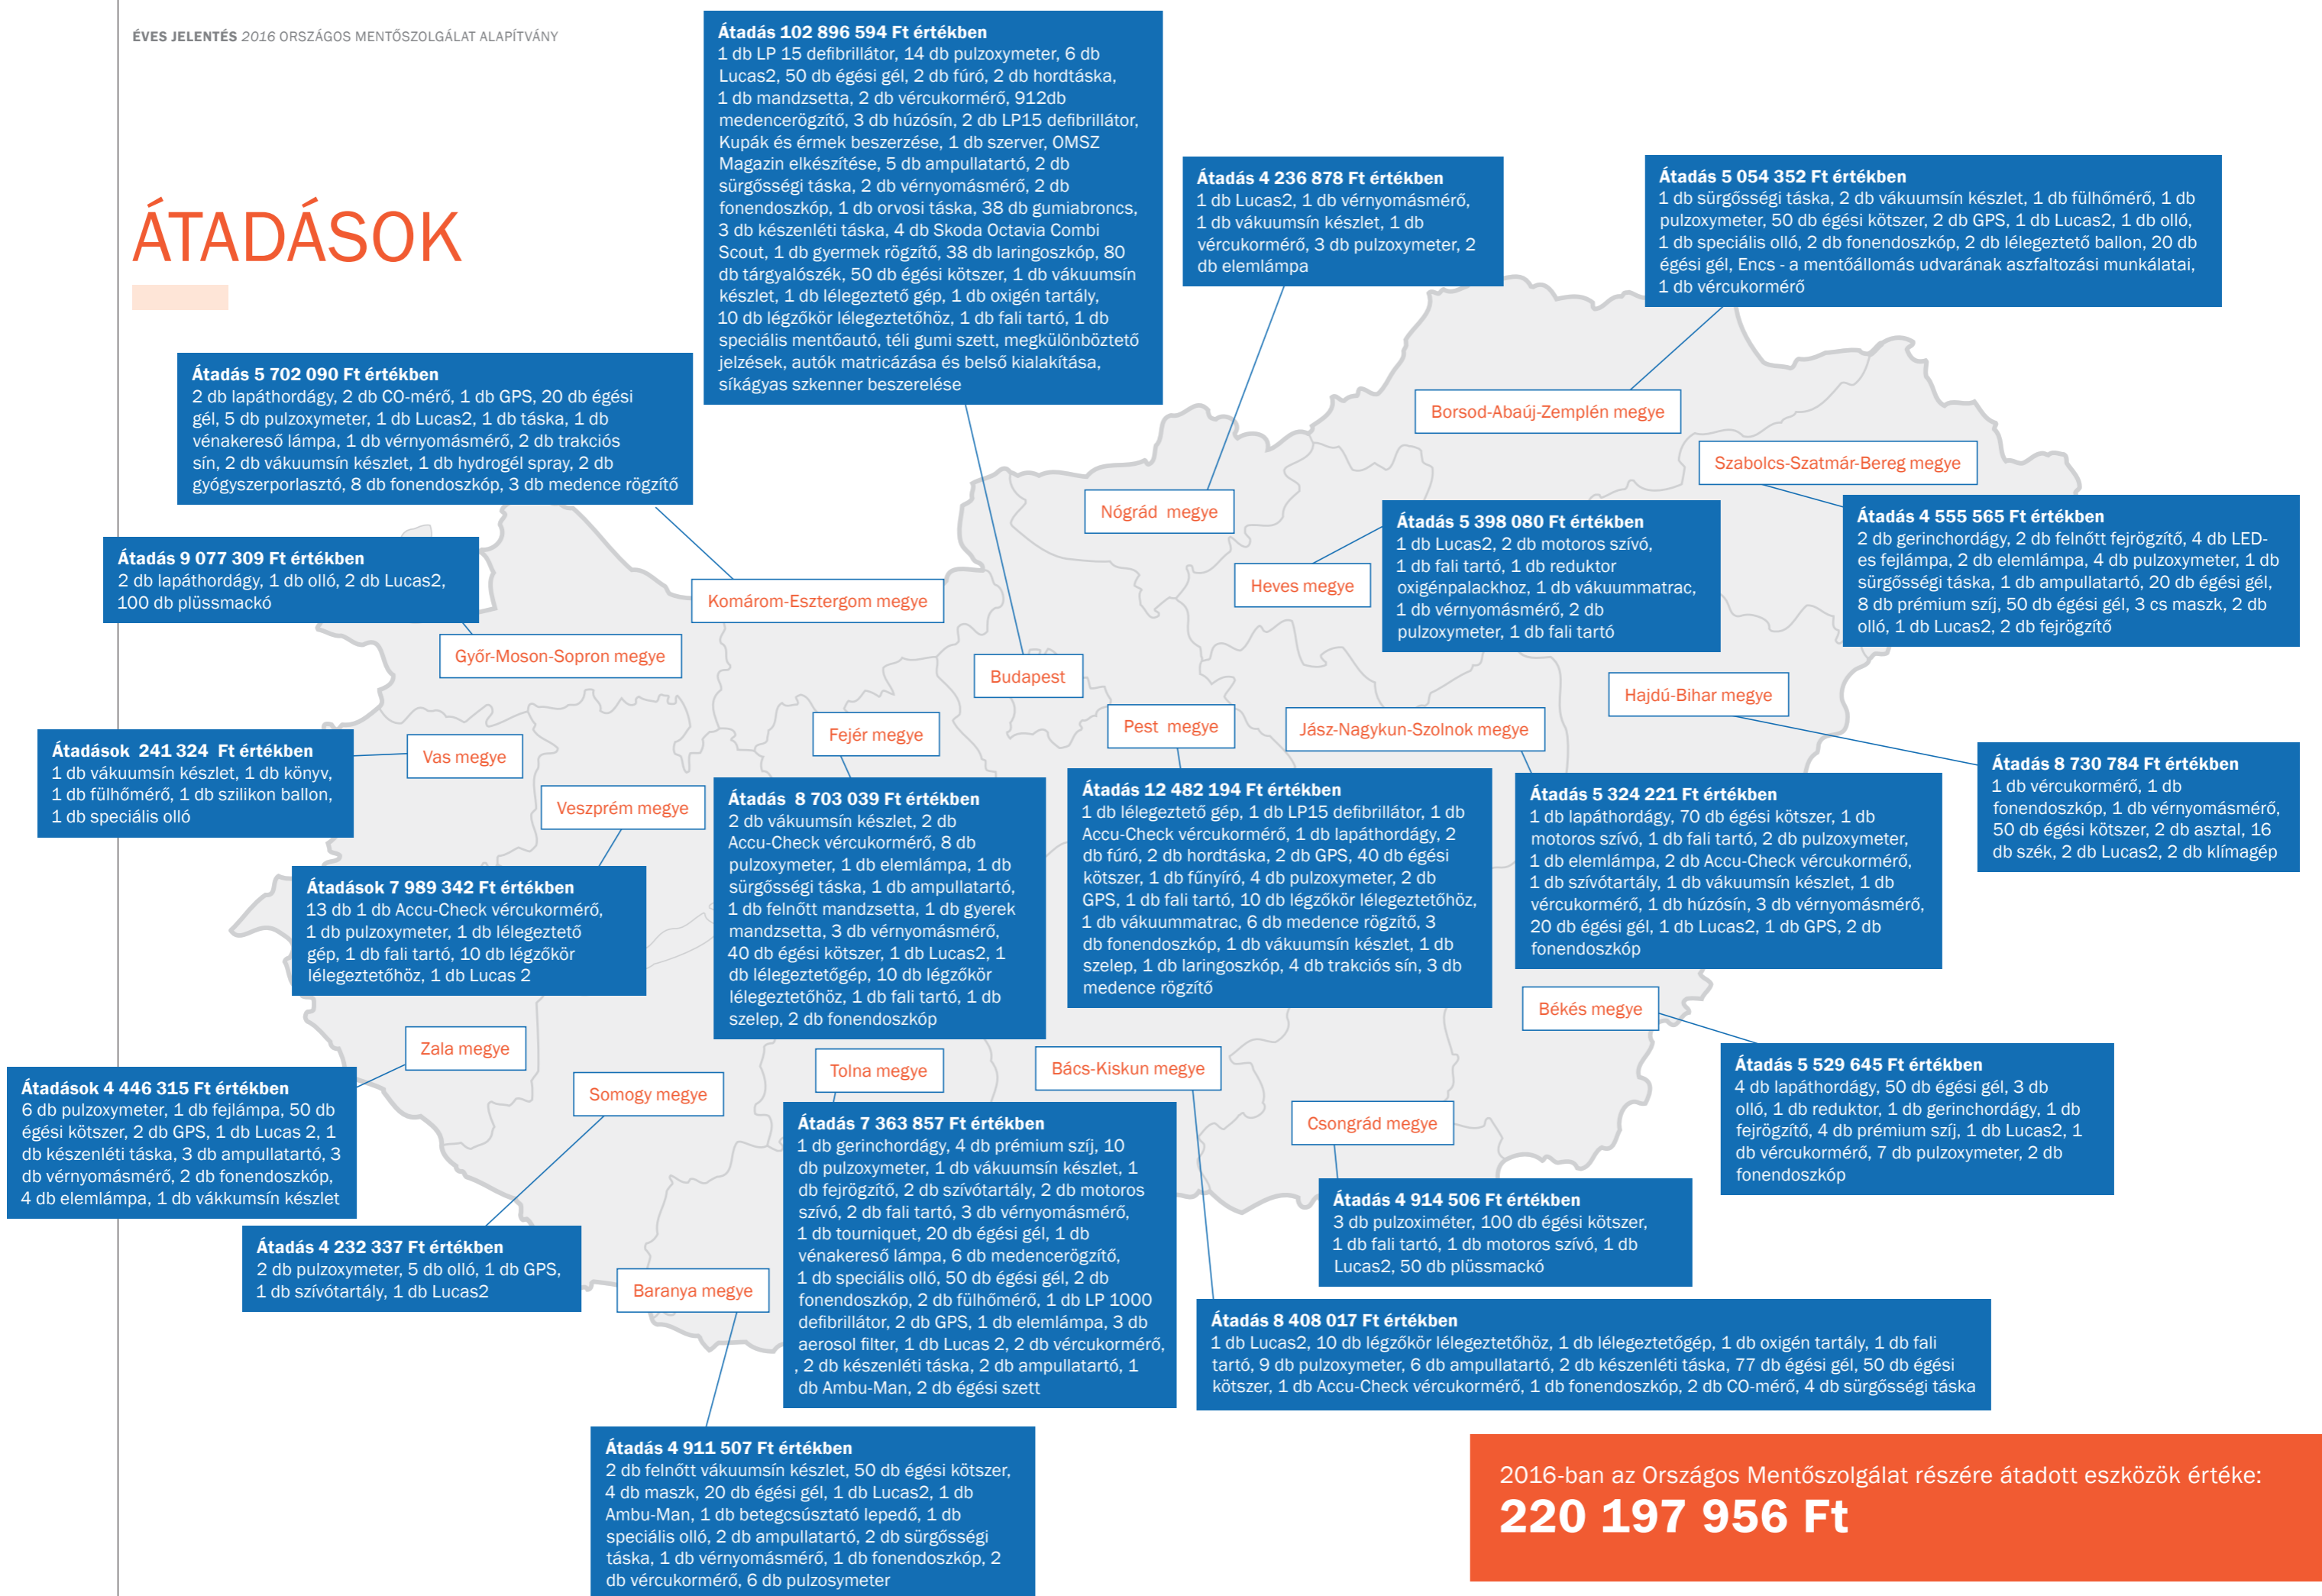 ÉVES JELENTÉS 2016 ORSZÁGOS MENTŐSZOLGÁLAT ALAPÍTVÁNY
ÁTADÁSOK
Átadás 102 896 594 Ft értékben
1 db LP 15 defibrillátor, 14 db pulzoxymeter, 6 db
Lucas2, 50 db égési gél, 2 db fúró, 2 db hordtáska,
1 db mandzsetta, 2 db vércukormérő, 912db
medencerögzítő, 3 db húzósín, 2 db LP15 defibrillátor,
Kupák és érmek beszerzése, 1 db szerver, OMSZ
Magazin elkészítése, 5 db ampullatartó, 2 db
sürgősségi táska, 2 db vérnyomásmérő, 2 db
fonendoszkóp, 1 db orvosi táska, 38 db gumiabroncs,
3 db készenléti táska, 4 db Skoda Octavia Combi
Scout, 1 db gyermek rögzítő, 38 db laringoszkóp, 80
db tárgyalószék, 50 db égési kötszer, 1 db vákuumsín
készlet, 1 db lélegeztető gép, 1 db oxigén tartály,
10 db légzőkör lélegeztetőhöz, 1 db fali tartó, 1 db
speciális mentőautó, téli gumi szett, megkülönböztető
jelzések, autók matricázása és belső kialakítása,
síkágyas szkenner beszerelése
Átadás 4 236 878 Ft értékben
1 db Lucas2, 1 db vérnyomásmérő,
1 db vákuumsín készlet, 1 db
vércukormérő, 3 db pulzoxymeter, 2
db elemlámpa
Átadás 5 054 352 Ft értékben
1 db sürgősségi táska, 2 db vákuumsín készlet, 1 db fülhőmérő, 1 db
pulzoxymeter, 50 db égési kötszer, 2 db GPS, 1 db Lucas2, 1 db olló,
1 db speciális olló, 2 db fonendoszkóp, 2 db lélegeztető ballon, 20 db
égési gél, Encs - a mentőállomás udvarának aszfaltozási munkálatai,
1 db vércukormérő
Átadás 5 702 090 Ft értékben
2 db lapáthordágy, 2 db CO-mérő, 1 db GPS, 20 db égési
gél, 5 db pulzoxymeter, 1 db Lucas2, 1 db táska, 1 db
vénakereső lámpa, 1 db vérnyomásmérő, 2 db trakciós
sín, 2 db vákuumsín készlet, 1 db hydrogél spray, 2 db
gyógyszerporlasztó, 8 db fonendoszkóp, 3 db medence rögzítő
Borsod-Abaúj-Zemplén megye
Szabolcs-Szatmár-Bereg megye
Nógrád megye
Átadás 5 398 080 Ft értékben
1 db Lucas2, 2 db motoros szívó,
1 db fali tartó, 1 db reduktor
oxigénpalackhoz, 1 db vákuummatrac,
1 db vérnyomásmérő, 2 db
pulzoxymeter, 1 db fali tartó
Átadás 4 555 565 Ft értékben
2 db gerinchordágy, 2 db felnőtt fejrögzítő, 4 db LED-
es fejlámpa, 2 db elemlámpa, 4 db pulzoxymeter, 1 db
sürgősségi táska, 1 db ampullatartó, 20 db égési gél,
8 db prémium szíj, 50 db égési gél, 3 cs maszk, 2 db
olló, 1 db Lucas2, 2 db fejrögzítő
Átadás 9 077 309 Ft értékben
2 db lapáthordágy, 1 db olló, 2 db Lucas2,
100 db plüssmackó
Heves megye
Komárom-Esztergom megye
Győr-Moson-Sopron megye
Budapest
Hajdú-Bihar megye
Fejér megye
Pest megye
Jász-Nagykun-Szolnok megye
Vas megye
Átadások 241 324 Ft értékben
1 db vákuumsín készlet, 1 db könyv,
1 db fülhőmérő, 1 db szilikon ballon,
1 db speciális olló
Átadás 8 730 784 Ft értékben
1 db vércukormérő, 1 db
fonendoszkóp, 1 db vérnyomásmérő,
50 db égési kötszer, 2 db asztal, 16
db szék, 2 db Lucas2, 2 db klímagép
Veszprém megye
Átadás 8 703 039 Ft értékben
2 db vákuumsín készlet, 2 db
Accu-Check vércukormérő, 8 db
pulzoxymeter, 1 db elemlámpa, 1 db
sürgősségi táska, 1 db ampullatartó,
1 db felnőtt mandzsetta, 1 db gyerek
mandzsetta, 3 db vérnyomásmérő,
40 db égési kötszer, 1 db Lucas2, 1
db lélegeztetőgép, 10 db légzőkör
lélegeztetőhöz, 1 db fali tartó, 1 db
szelep, 2 db fonendoszkóp
Átadás 12 482 194 Ft értékben
1 db lélegeztető gép, 1 db LP15 defibrillátor, 1 db
Accu-Check vércukormérő, 1 db lapáthordágy, 2
db fúró, 2 db hordtáska, 2 db GPS, 40 db égési
kötszer, 1 db fűnyíró, 4 db pulzoxymeter, 2 db
GPS, 1 db fali tartó, 10 db légzőkör lélegeztetőhöz,
1 db vákuummatrac, 6 db medence rögzítő, 3
db fonendoszkóp, 1 db vákuumsín készlet, 1 db
szelep, 1 db laringoszkóp, 4 db trakciós sín, 3 db
medence rögzítő
Átadás 5 324 221 Ft értékben
1 db lapáthordágy, 70 db égési kötszer, 1 db
motoros szívó, 1 db fali tartó, 2 db pulzoxymeter,
1 db elemlámpa, 2 db Accu-Check vércukormérő,
1 db szívótartály, 1 db vákuumsín készlet, 1 db
vércukormérő, 1 db húzósín, 3 db vérnyomásmérő,
20 db égési gél, 1 db Lucas2, 1 db GPS, 2 db
fonendoszkóp
Átadások 7 989 342 Ft értékben
13 db 1 db Accu-Check vércukormérő,
1 db pulzoxymeter, 1 db lélegeztető
gép, 1 db fali tartó, 10 db légzőkör
lélegeztetőhöz, 1 db Lucas 2
Békés megye
Zala megye
Tolna megye
Bács-Kiskun megye
Somogy megye
Csongrád megye
Átadás 5 529 645 Ft értékben
4 db lapáthordágy, 50 db égési gél, 3 db
olló, 1 db reduktor, 1 db gerinchordágy, 1 db
fejrögzítő, 4 db prémium szíj, 1 db Lucas2, 1
db vércukormérő, 7 db pulzoxymeter, 2 db
fonendoszkóp
Átadások 4 446 315 Ft értékben
6 db pulzoxymeter, 1 db fejlámpa, 50 db
égési kötszer, 2 db GPS, 1 db Lucas 2, 1
db készenléti táska, 3 db ampullatartó, 3
db vérnyomásmérő, 2 db fonendoszkóp,
4 db elemlámpa, 1 db vákkumsín készlet
Átadás 7 363 857 Ft értékben
1 db gerinchordágy, 4 db prémium szíj, 10
db pulzoxymeter, 1 db vákuumsín készlet, 1
db fejrögzítő, 2 db szívótartály, 2 db motoros
szívó, 2 db fali tartó, 3 db vérnyomásmérő,
1 db tourniquet, 20 db égési gél, 1 db
vénakereső lámpa, 6 db medencerögzítő,
1 db speciális olló, 50 db égési gél, 2 db
fonendoszkóp, 2 db fülhőmérő, 1 db LP 1000
defibrillátor, 2 db GPS, 1 db elemlámpa, 3 db
aerosol filter, 1 db Lucas 2, 2 db vércukormérő,
, 2 db készenléti táska, 2 db ampullatartó, 1
db Ambu-Man, 2 db égési szett
Átadás 4 914 506 Ft értékben
3 db pulzoximéter, 100 db égési kötszer,
1 db fali tartó, 1 db motoros szívó, 1 db
Lucas2, 50 db plüssmackó
Átadás 4 232 337 Ft értékben
2 db pulzoxymeter, 5 db olló, 1 db GPS,
1 db szívótartály, 1 db Lucas2
Baranya megye
Átadás 8 408 017 Ft értékben
1 db Lucas2, 10 db légzőkör lélegeztetőhöz, 1 db lélegeztetőgép, 1 db oxigén tartály, 1 db fali
tartó, 9 db pulzoxymeter, 6 db ampullatartó, 2 db készenléti táska, 77 db égési gél, 50 db égési
kötszer, 1 db Accu-Check vércukormérő, 1 db fonendoszkóp, 2 db CO-mérő, 4 db sürgősségi táska
Átadás 4 911 507 Ft értékben
2 db felnőtt vákuumsín készlet, 50 db égési kötszer,
4 db maszk, 20 db égési gél, 1 db Lucas2, 1 db
Ambu-Man, 1 db betegcsúsztató lepedő, 1 db
speciális olló, 2 db ampullatartó, 2 db sürgősségi
táska, 1 db vérnyomásmérő, 1 db fonendoszkóp, 2
db vércukormérő, 6 db pulzosymeter
2016-ban az Országos Mentőszolgálat részére átadott eszközök értéke:
220 197 956 Ft